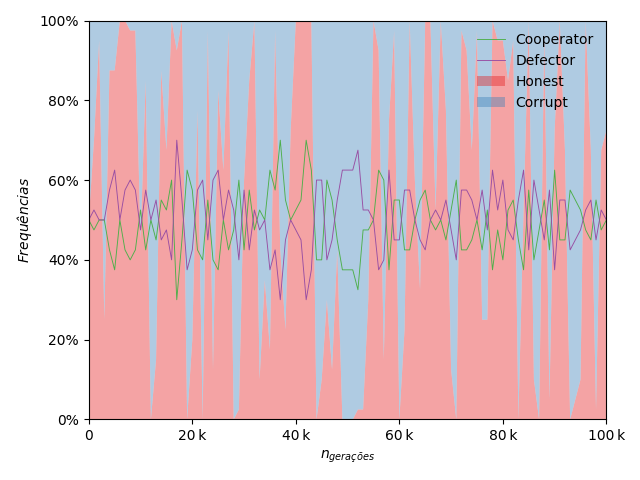 100%
80%
60%
40%
20%
0%
Frequências
0
20 k
40 k
60 k
80 k
100 k
n_gerações
Cooperator
Defector
Honest
Corrupt